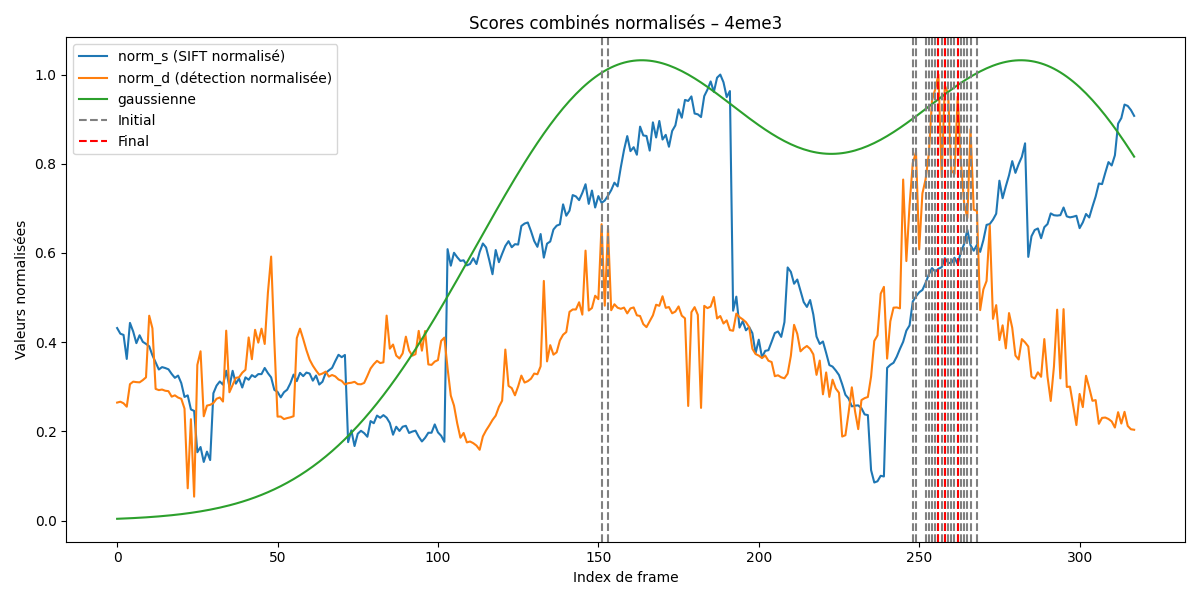 Scores combinés normalisés – 4eme3
norm_s (SIFT normalisé)
norm_d (détection normalisée)
gaussienne
Initial
Final
Valeurs normalisées
1.0
0.8
0.6
0.4
0.2
0.0
0 50 100 150 200 250 300
Index de frame